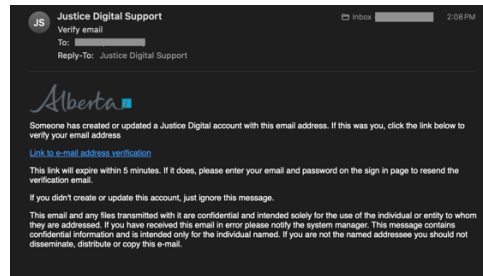 JS
Justice Digital Support
Inbox
2:08 PM
Verify email
To:
Reply-To: Justice Digital Support
Alberta
Someone has created or updated a Justice Digital account with this email address. If this was you, click the link below to
verify your email address
Link to e-mail address verification
This link will expire within 5 minutes. If it does, please enter your email and password on the sign in page to resend the
verification email.
If you didn't create or update this account, just ignore this message.
This email and any files transmitted with it are confidential and intended solely for the use of the individual or entity to whom
they are addressed. If you have received this email in error please notify the system manager. This message contains
confidential information and is intended only for the individual named. If you are not the named addressee you should not
disseminate, distribute or copy this e-mail.